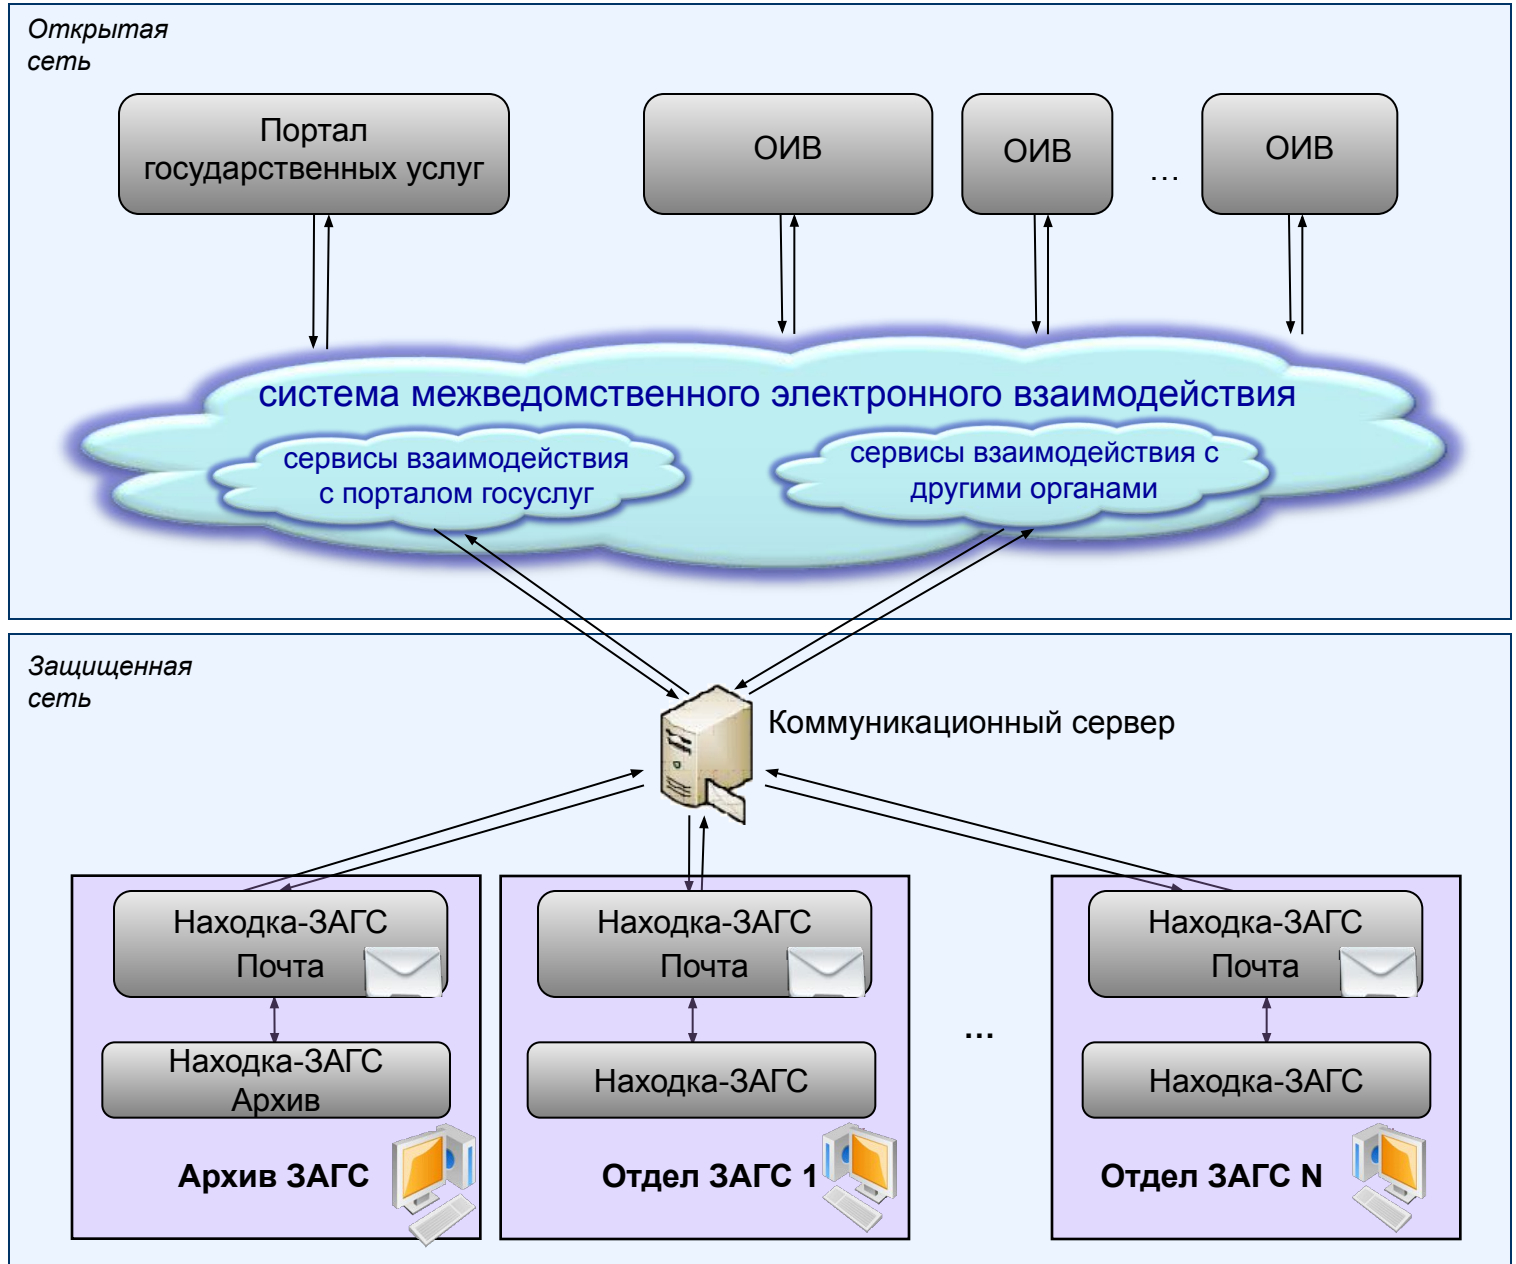 Открытая
сеть
Портал
государственных услуг
ОИВ
ОИВ
...
ОИВ
система межведомственного электронного взаимодействия
сервисы взаимодействия
с порталом госуслуг
сервисы взаимодействия с
другими органами
Защищенная
сеть
Коммуникационный сервер
Находка-ЗАГС
Почта
Находка-ЗАГС
Архив
Архив ЗАГС
Находка-ЗАГС
Почта
Находка-ЗАГС
Отдел ЗАГС 1
...
Находка-ЗАГС
Почта
Находка-ЗАГС
Отдел ЗАГС N